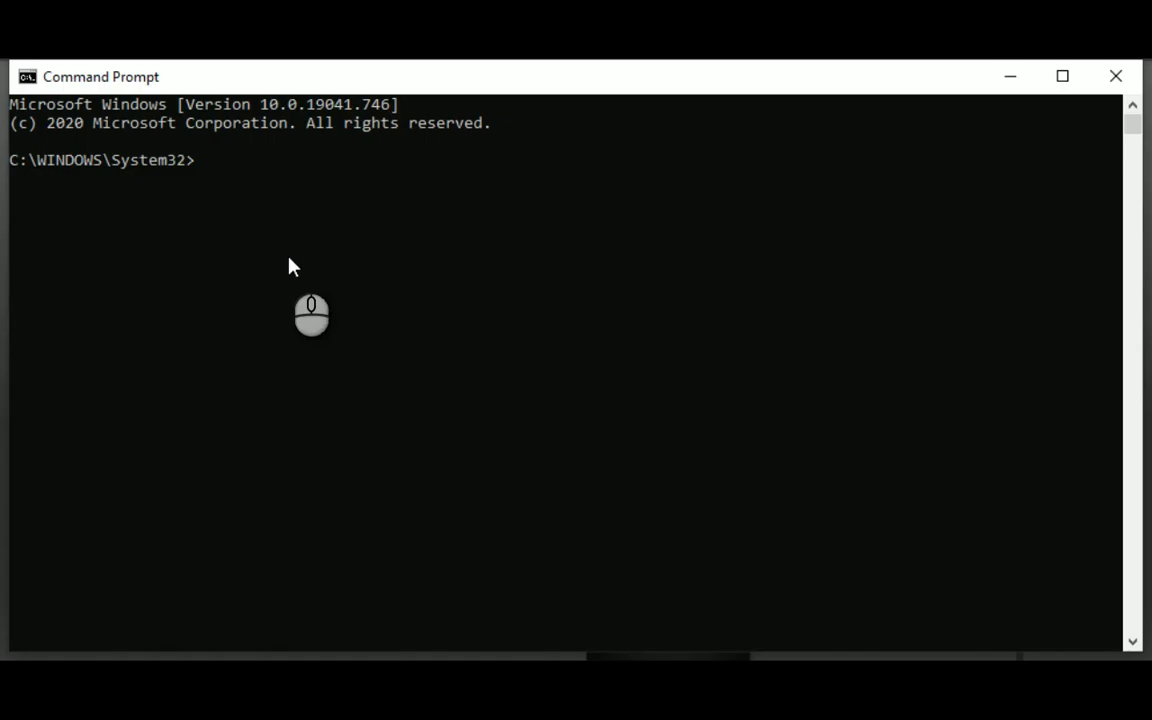 Command Prompt
Microsoft Windows [Version 10.0.19041.746]
(c) 2020 Microsoft Corporation. All rights reserved.
C:\WINDOWS\System32>